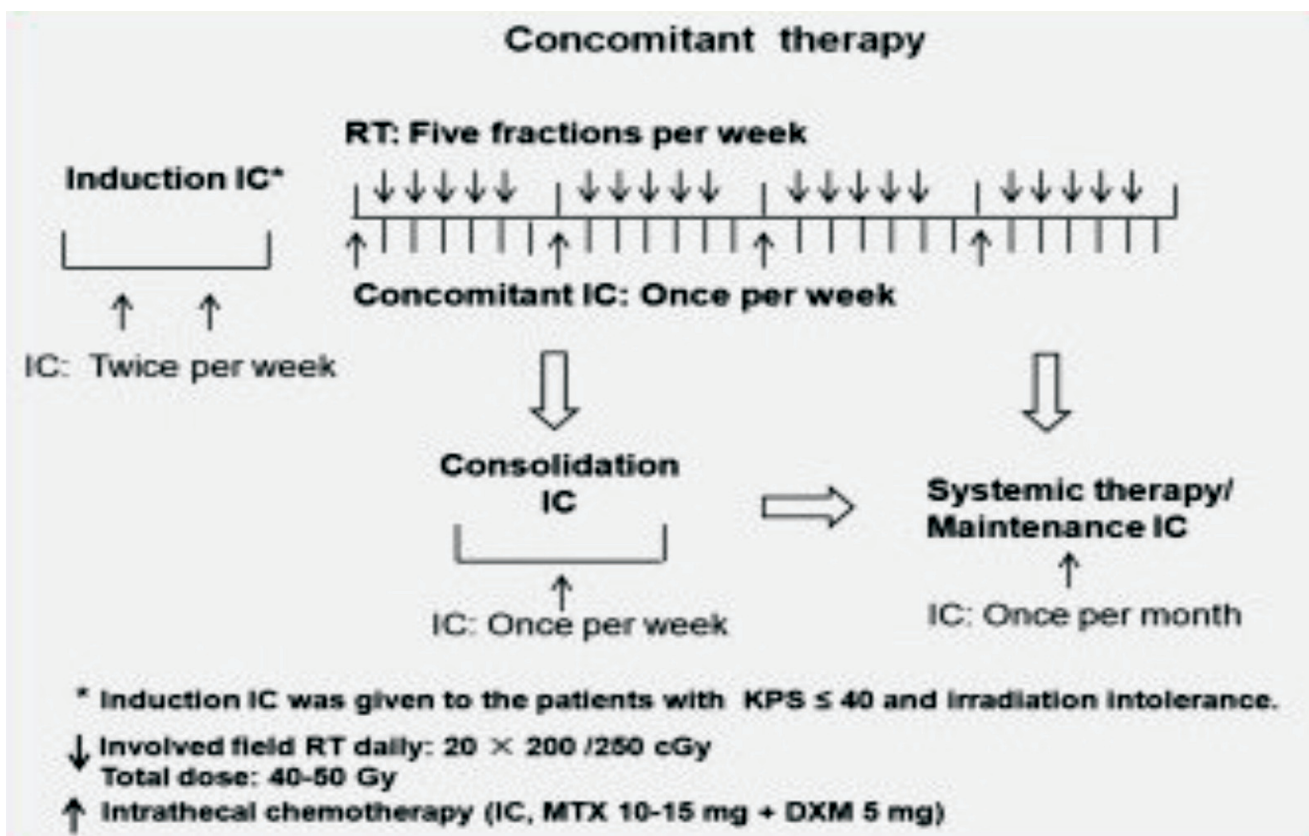 Concomitant therapy
RT: Five fractions per week
Induction IC*
Concomitant IC: Once per week
IC: Twice per week
Consolidation
IC
Systemic therapy/
Maintenance IC
IC: Once per week
IC: Once per month
* Induction IC was given to the patients with KPS ≤ 40 and irradiation intolerance.
↓ Involved field RT daily: 20 × 200 /250 cGy
Total dose: 40-50 Gy
↑ Intrathecal chemotherapy (IC, MTX 10-15 mg + DXM 5 mg)